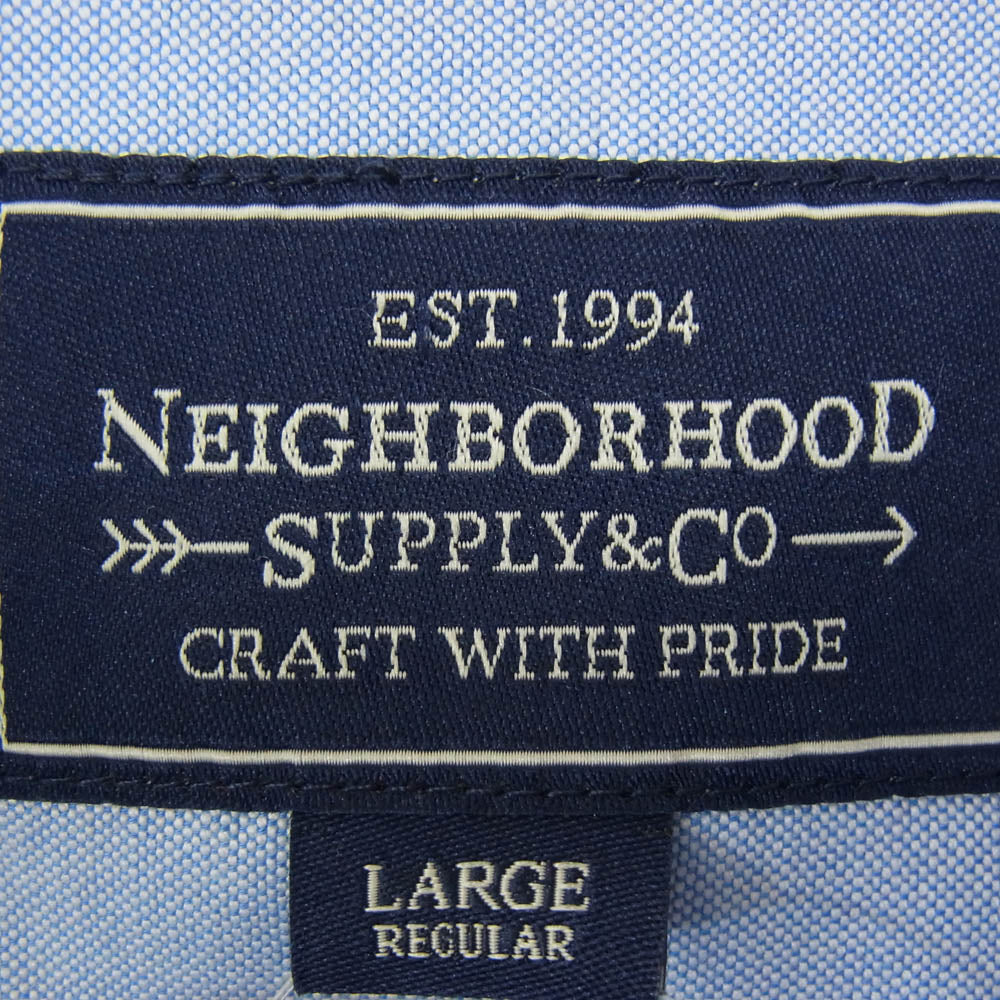 EST. 1994
NEIGHBORHOOD
SUPPLY&CO
CRAFT WITH PRIDE
LARGE
REGULAR